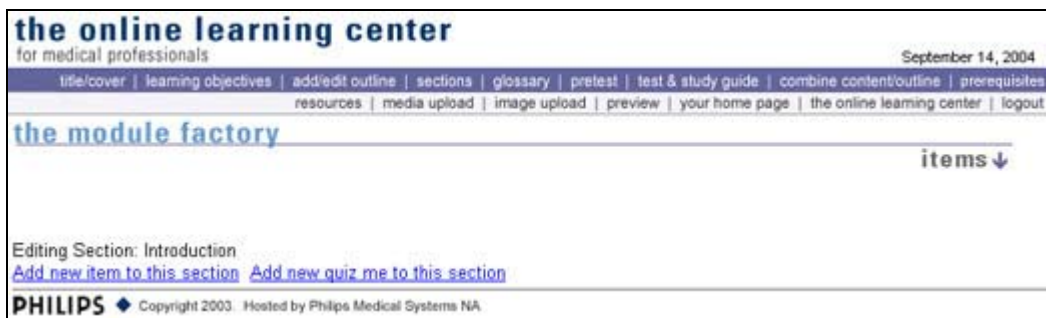 the online learning center
for medical professionals
September 14, 2004
title/cover | learning objectives | add/edit outline | sections | glossary | pretest | test & study guide | combine content/outline | prerequisites
resources | media upload | image upload | preview | your home page | the online learning center | logout
the module factory
items
Editing Section: Introduction
Add new item to this section Add new quiz me to this section
PHILIPS Copyright 2003. Hosted by Philips Medical Systems NA